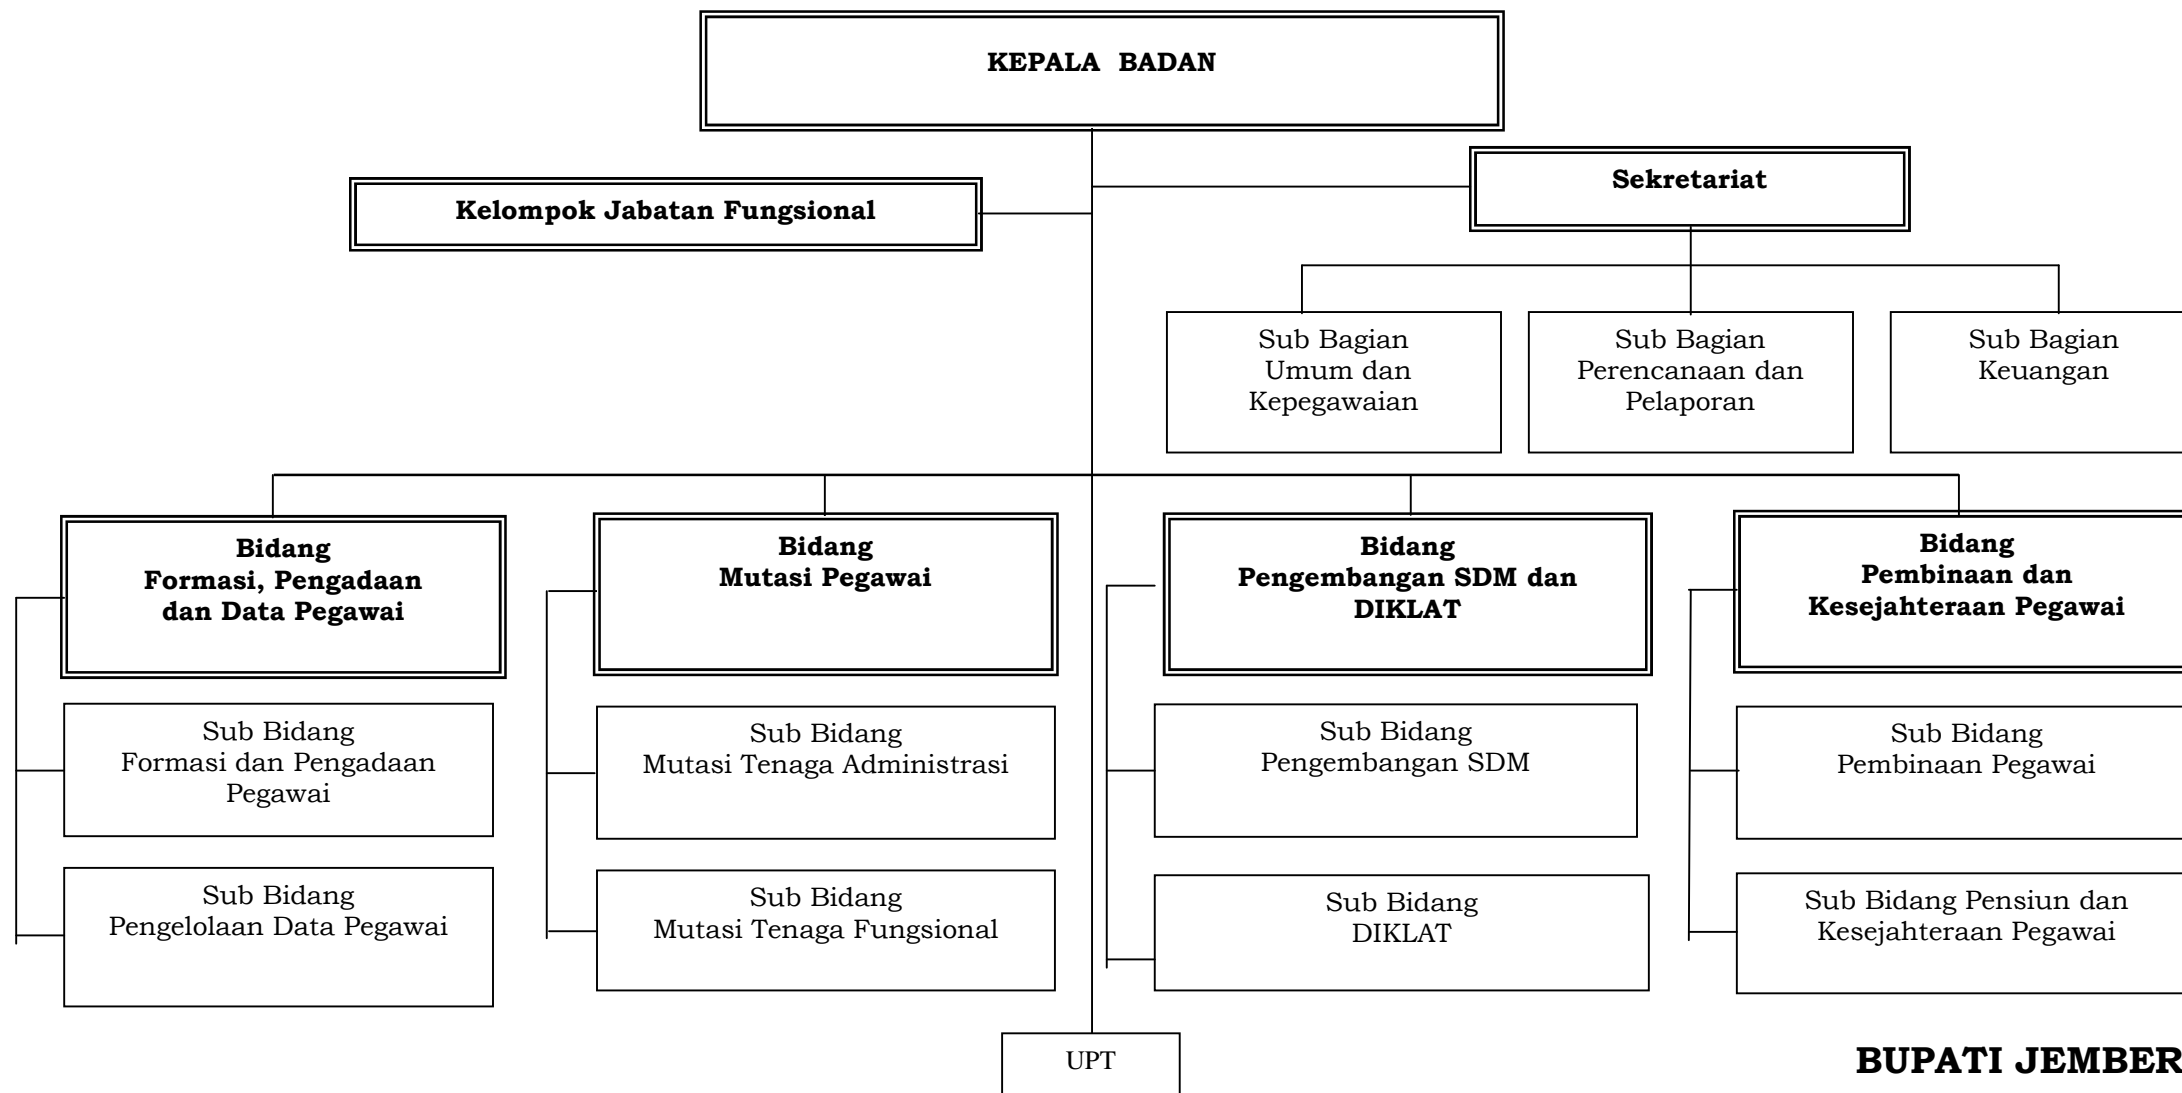 KEPALA BADAN
Sekretariat
Kelompok Jabatan Fungsional
Sub Bagian
Umum dan
Kepegawaian
Sub Bagian
Perencanaan dan
Pelaporan
Sub Bagian
Keuangan
Bidang
Formasi, Pengadaan
dan Data Pegawai
Bidang
Mutasi Pegawai
Bidang
Pengembangan SDM dan
DIKLAT
Bidang
Pembinaan dan
Kesejahteraan Pegawai
Sub Bidang
Formasi dan Pengadaan
Pegawai
Sub Bidang
Mutasi Tenaga Administrasi
Sub Bidang
Pengembangan SDM
Sub Bidang
Pembinaan Pegawai
Sub Bidang
Pengelolaan Data Pegawai
Sub Bidang
Mutasi Tenaga Fungsional
Sub Bidang
DIKLAT
Sub Bidang Pensiun dan
Kesejahteraan Pegawai
UPT
BUPATI JEMBER